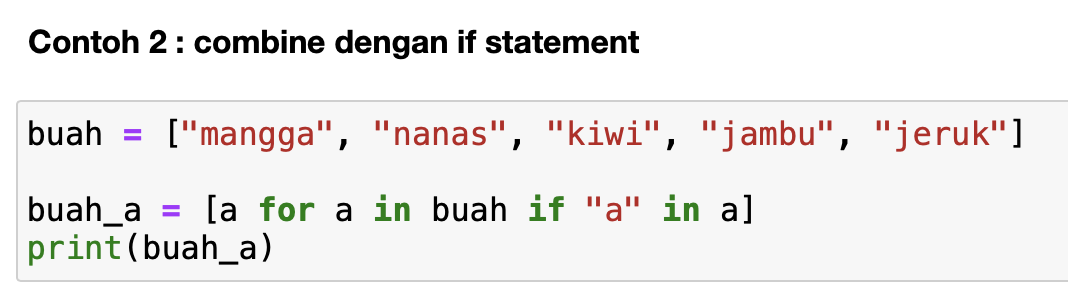 Contoh 2 : combine dengan if statement
buah = ["mangga", "nanas", "kiwi", "jambu", "jeruk"]
buah_a = [a for a in buah if "a" in a]
print(buah_a)